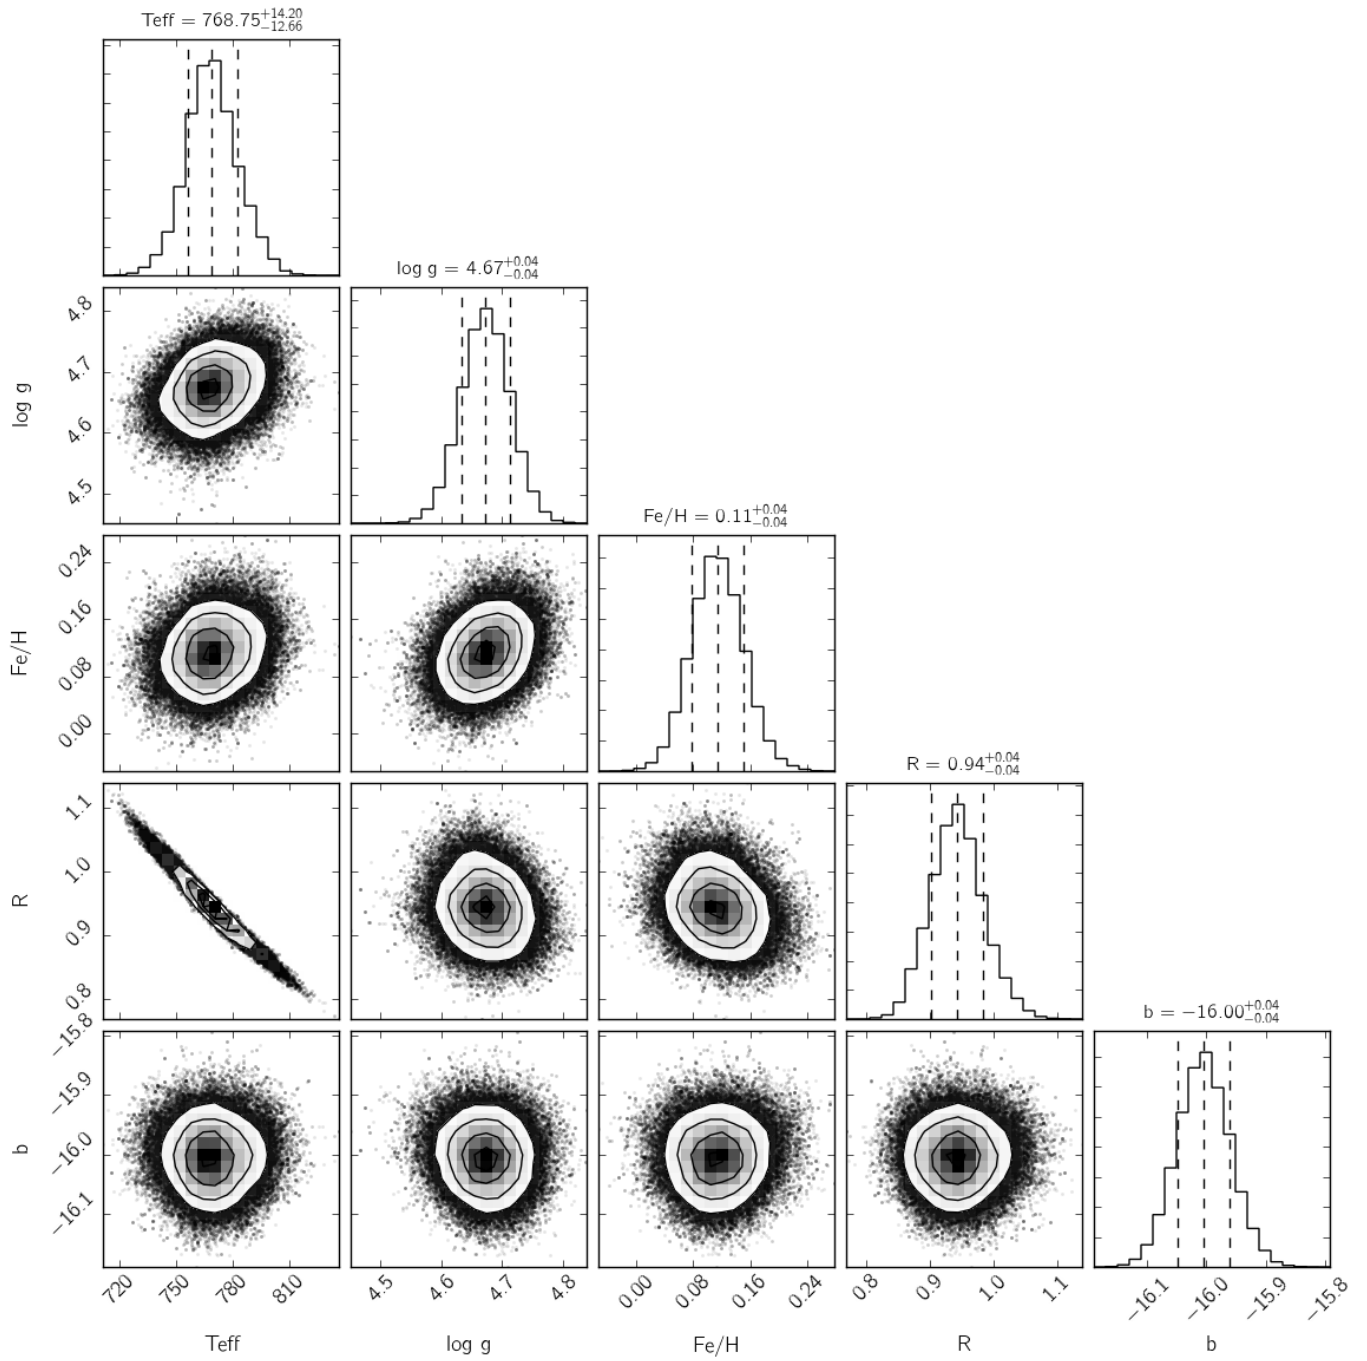 Teff = 768.75+14.20−12.66
log g = 4.67+0.04−0.04
4.8
4.7
4.6
4.5
log g
Fe/H = 0.11+0.04−0.04
0.24
0.16
0.08
0.00
Fe/H
R = 0.94+0.04−0.04
1.1
1.0
0.9
0.8
R
b = −16.00+0.04−0.04
−15.8
−15.9
−16.0
−16.1
b
720 750 780 810 4.5 4.6 4.7 4.8 0.00 0.08 0.16 0.24 0.8 0.9 1.0 1.1 −16.1 −16.0 −15.9 −15.8
Teff log g Fe/H R b